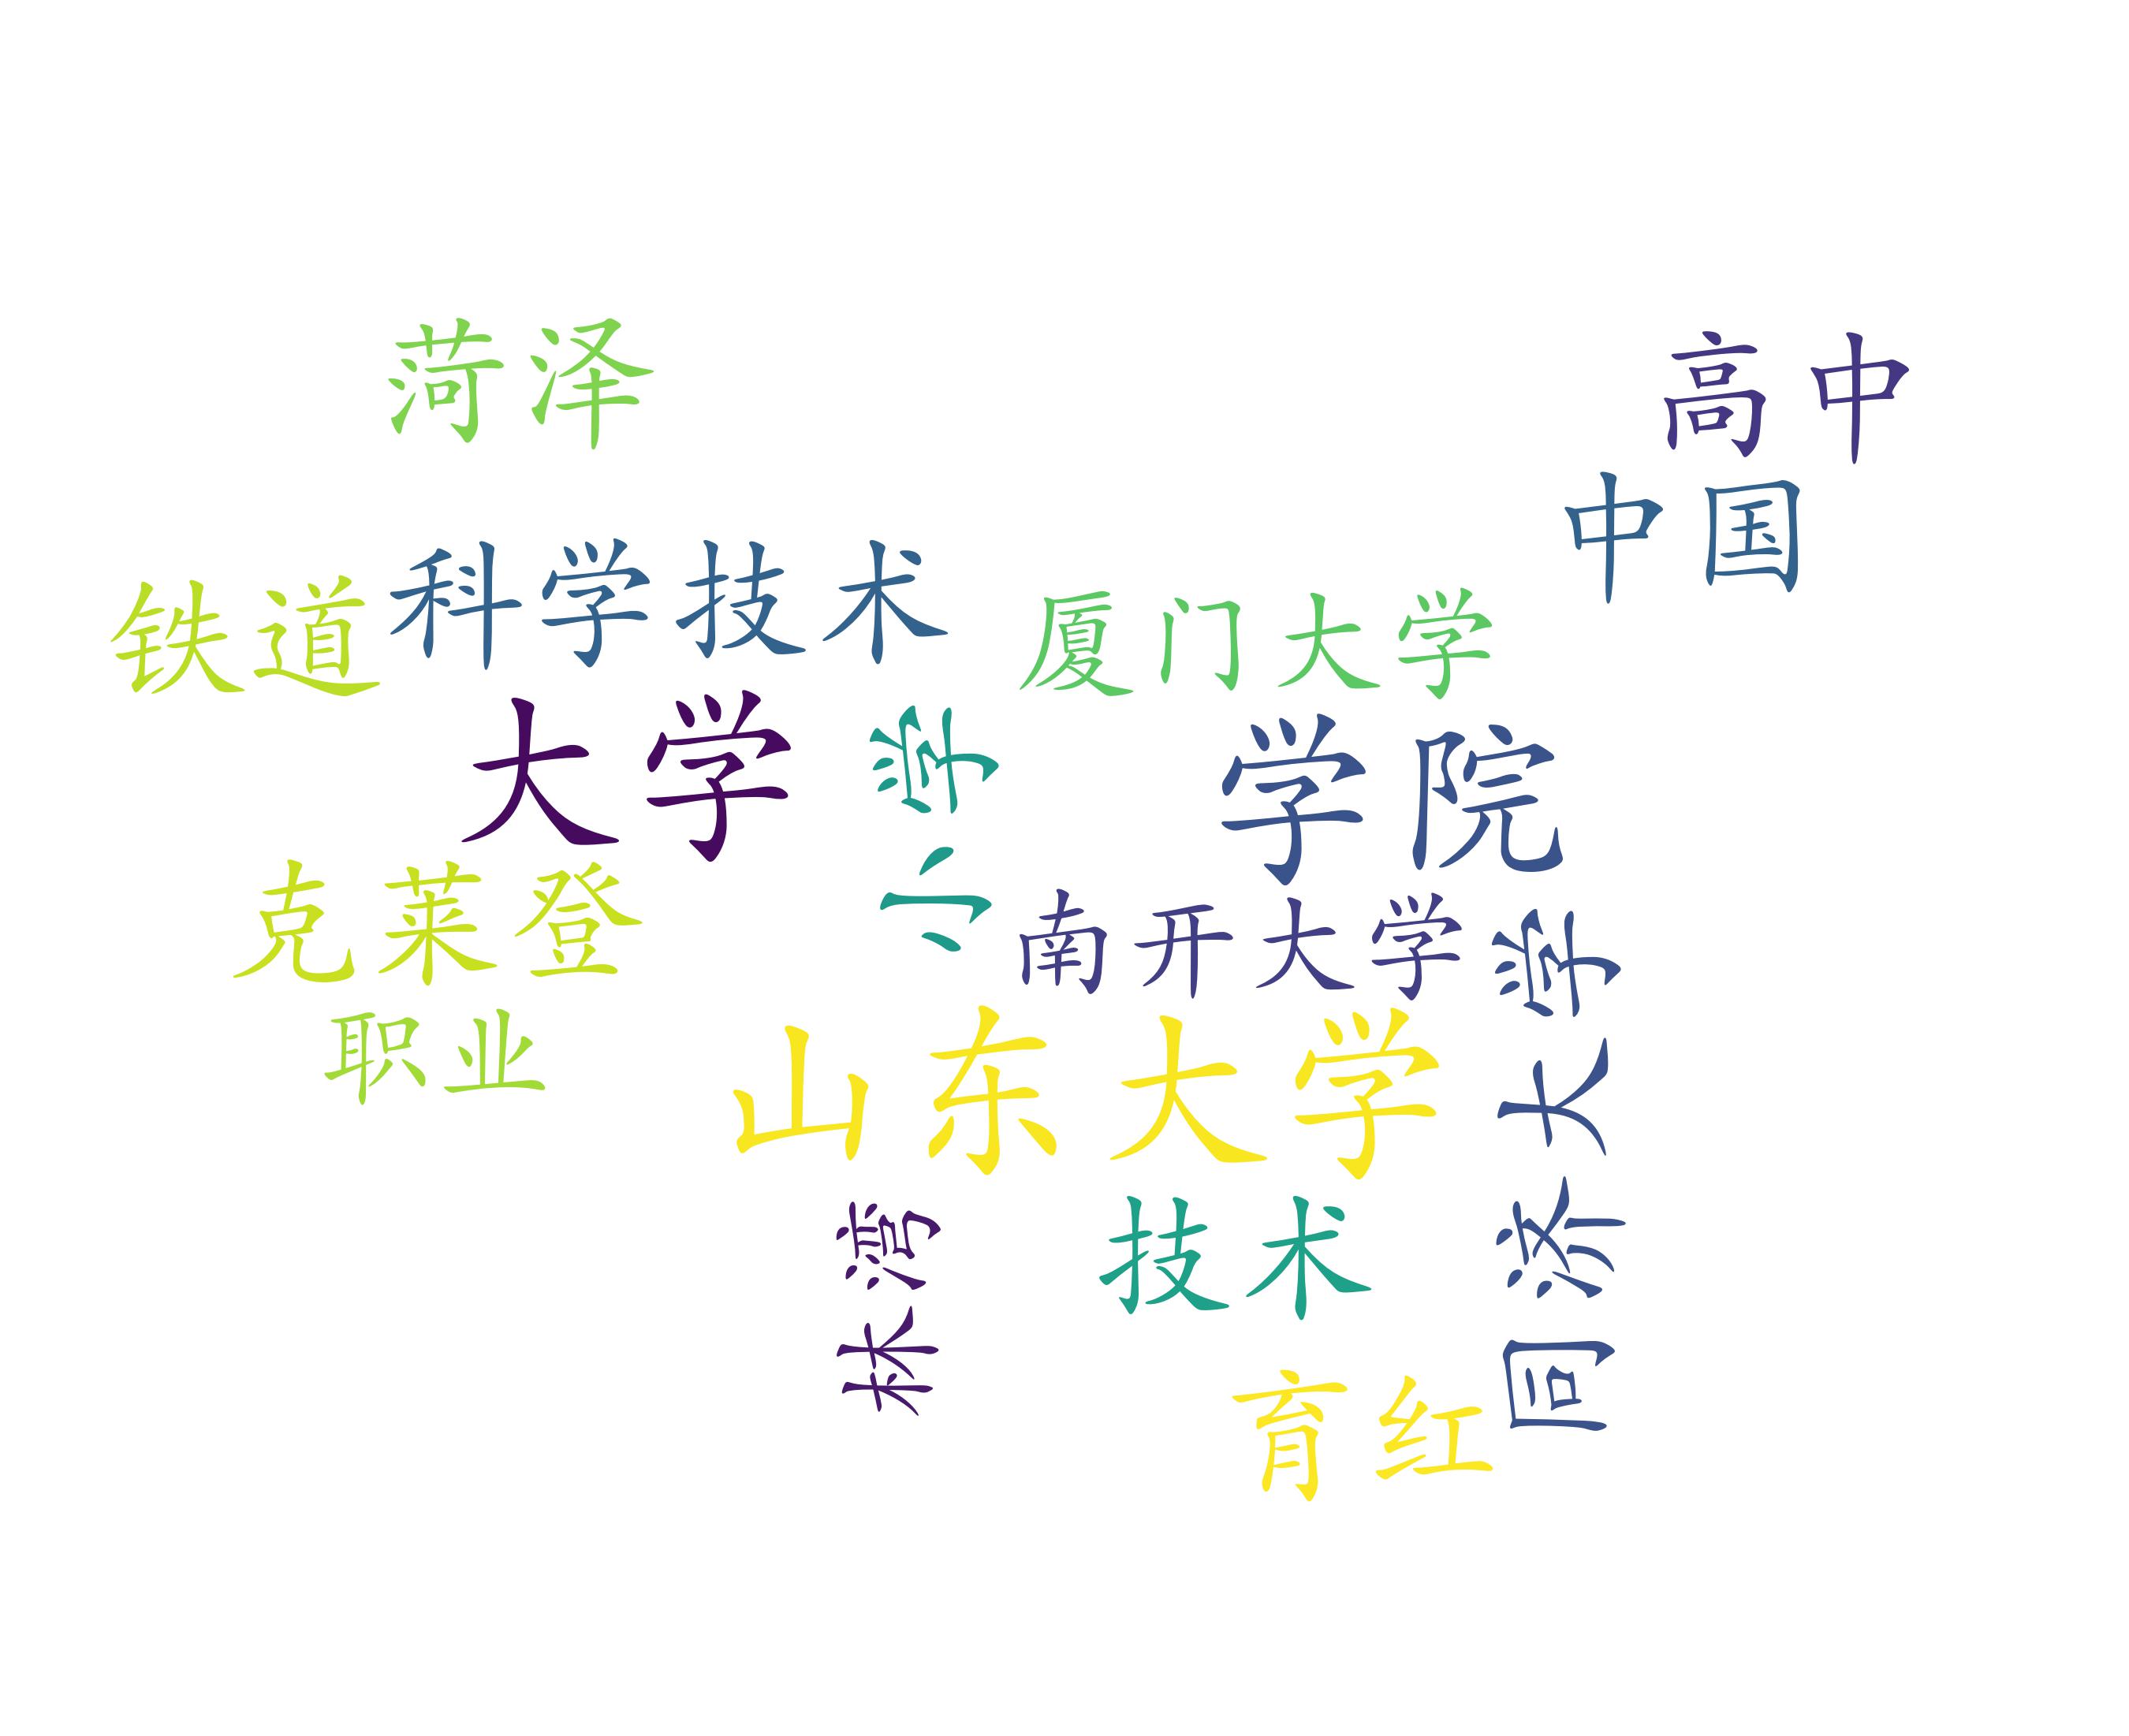 菏泽
高中
中国
科学技术
铁道
厦门大学
大学
小学
学院
克莱登
南开大学
同济大学
职业
山东大学
技术
育红